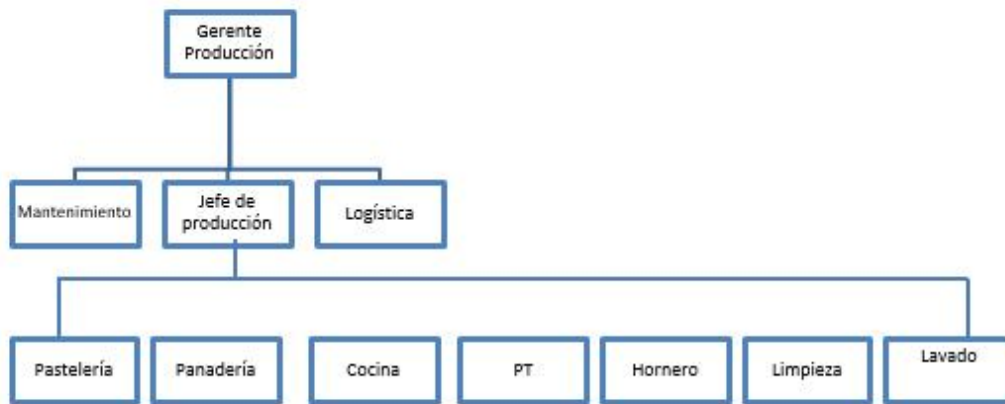 Gerente
Producción
Mantenimiento
Jefe de
producción
Logística
Pastelería
Panadería
Cocina
PT
Hornero
Limpieza
Lavado